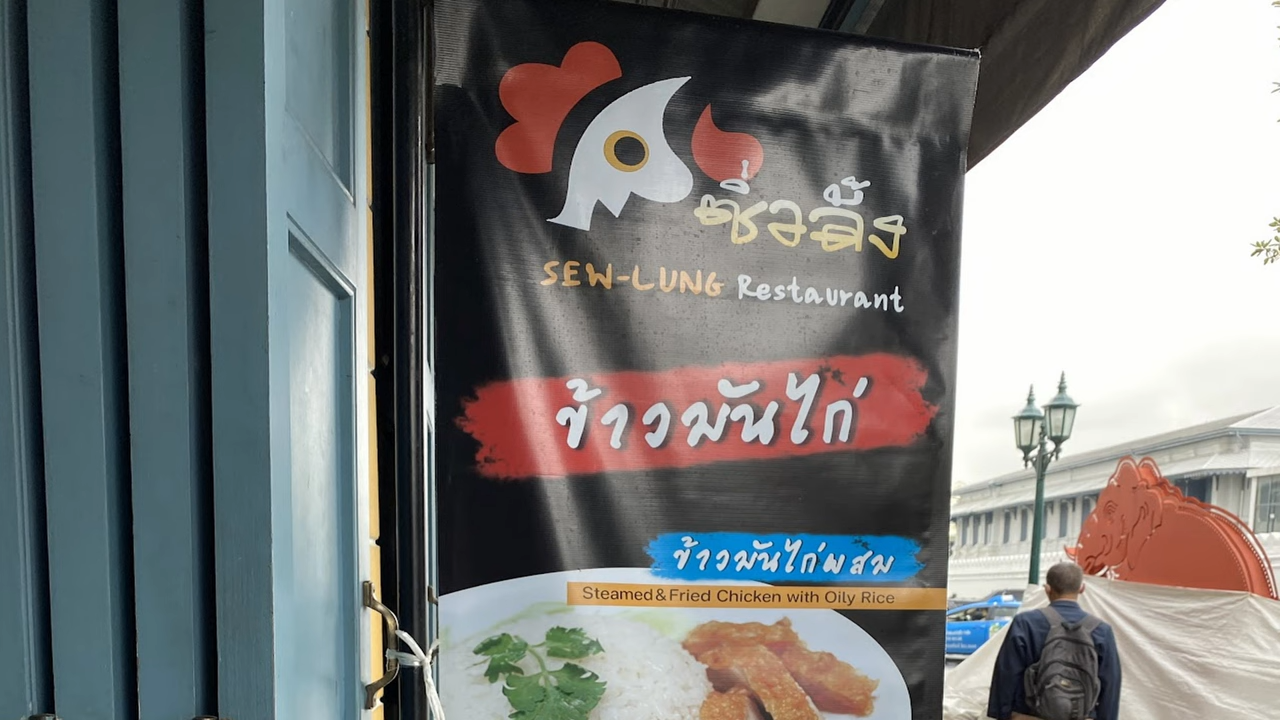 ซิ่วลั้ง
SEW-LUNG Restaurant
ข้าวมันไก่
ข้าวมันไก่ผสม
Steamed & Fried Chicken with Oily Rice